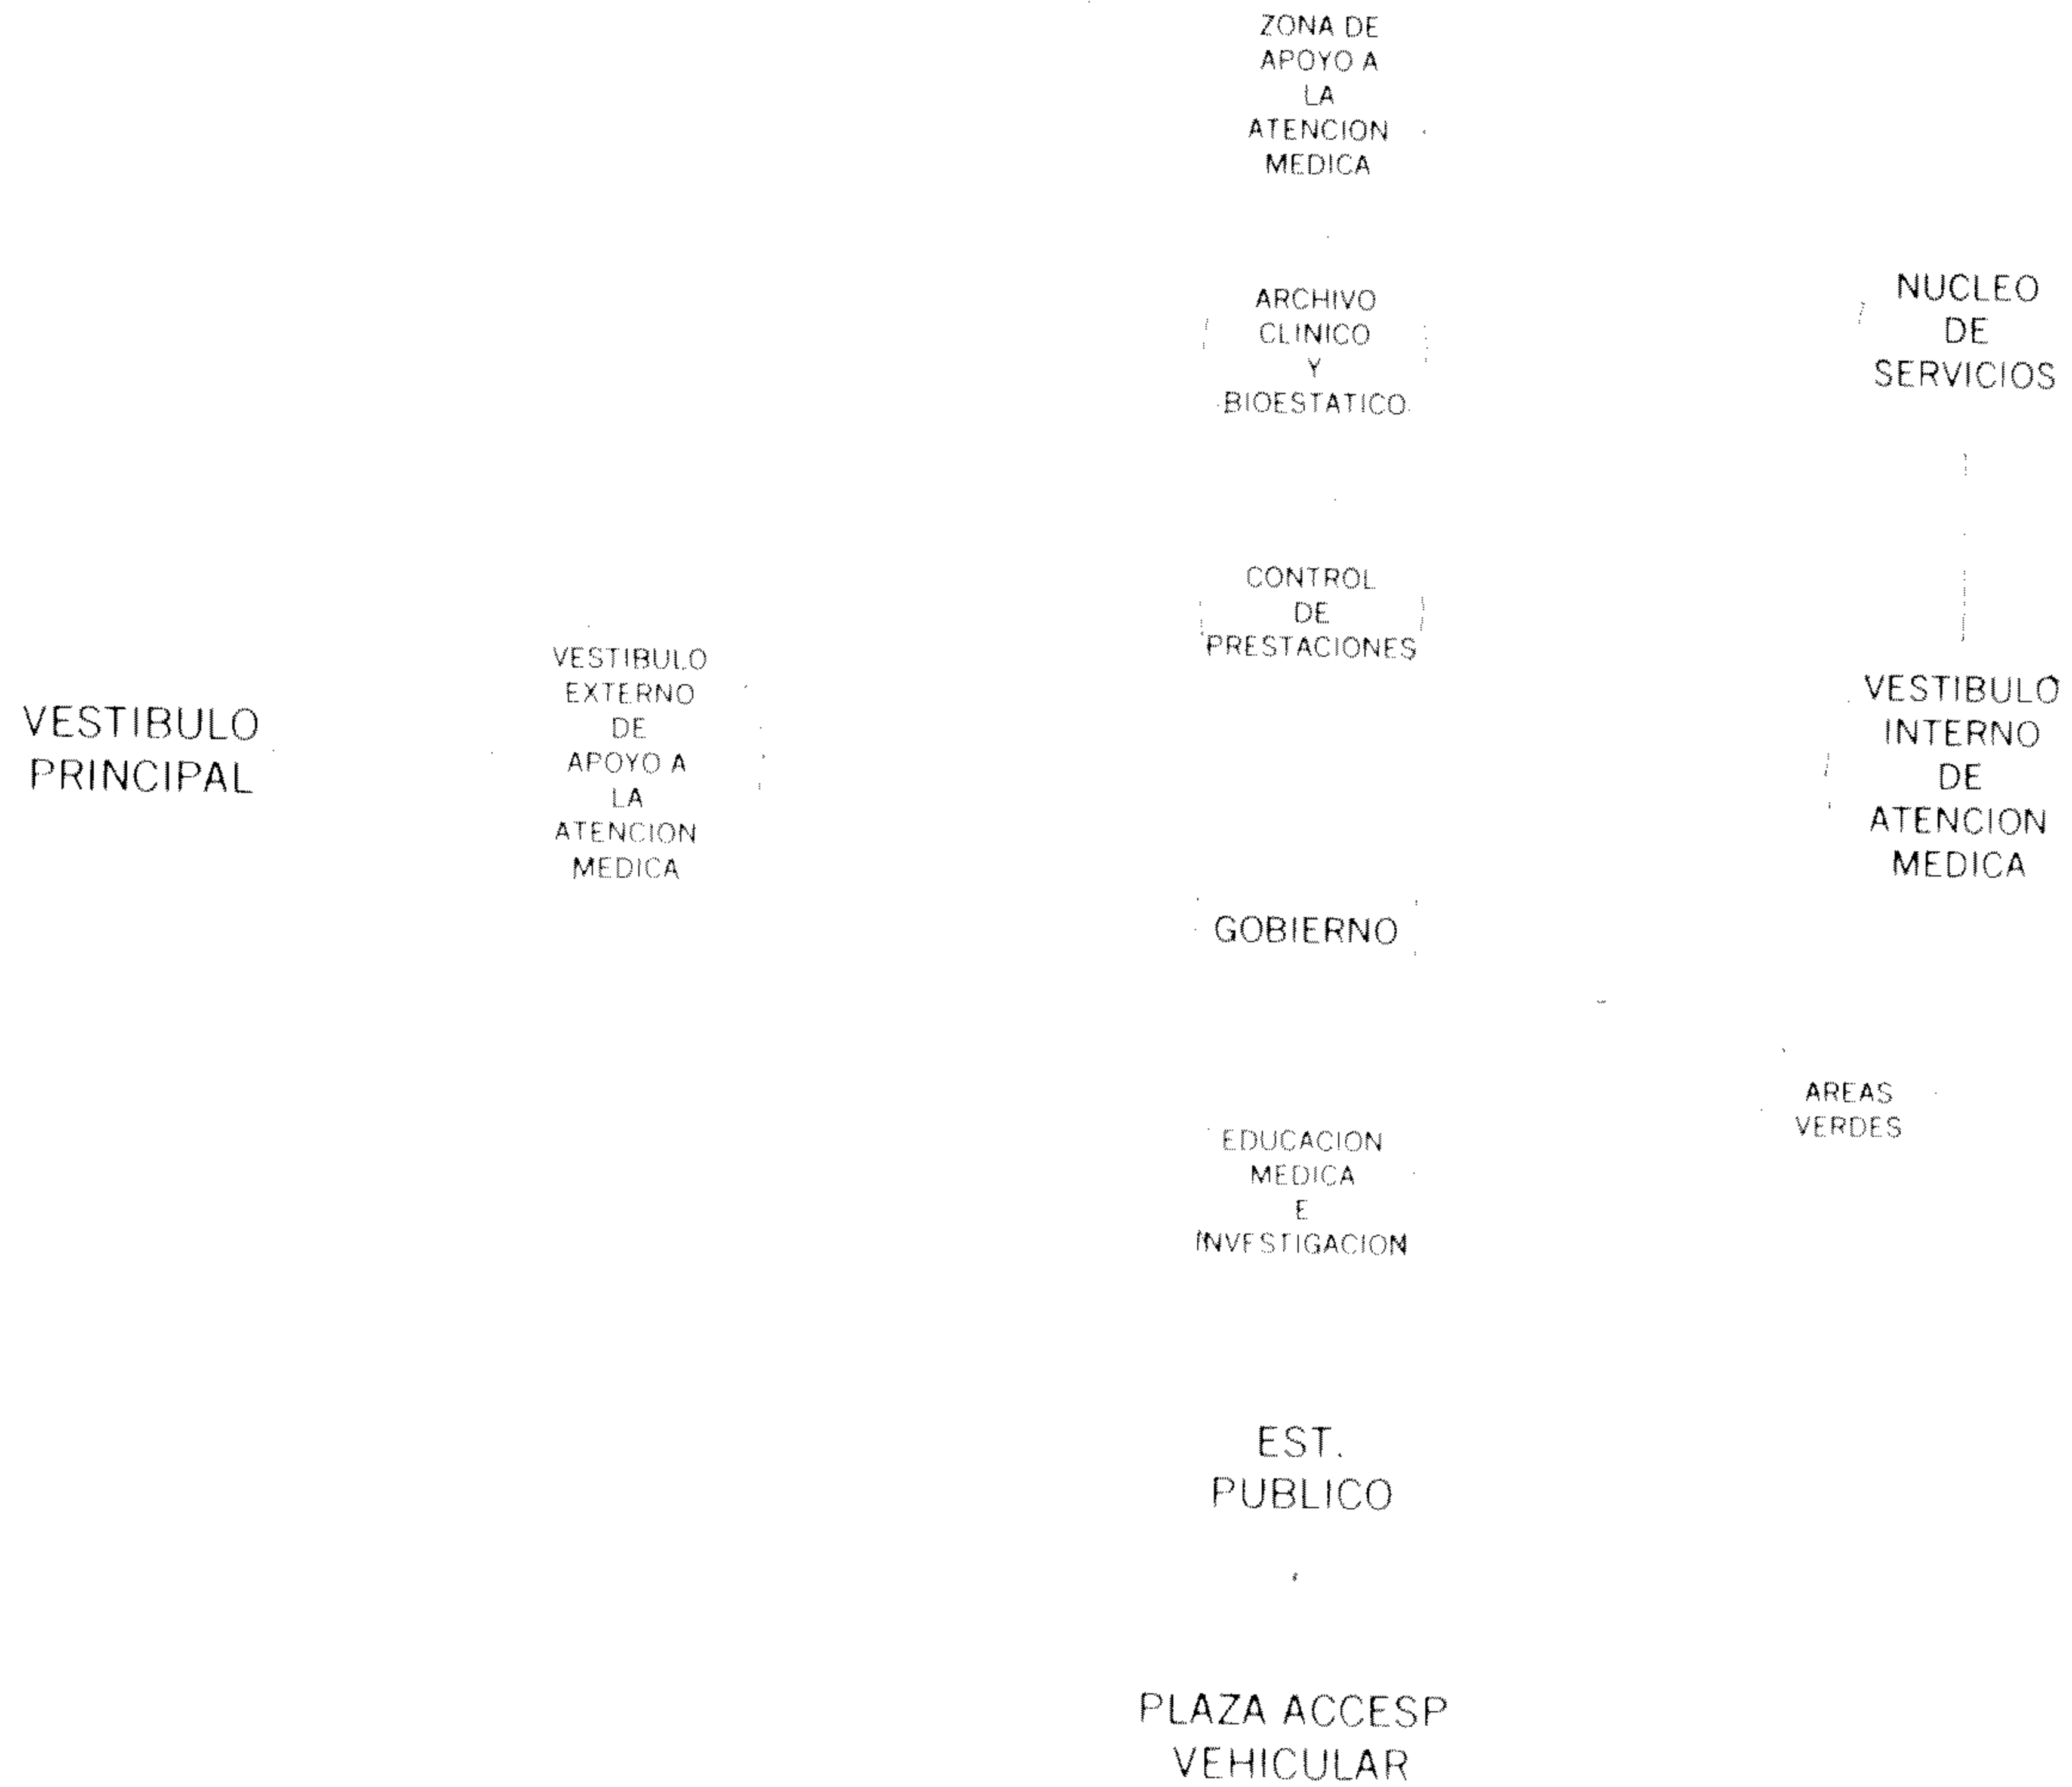 ZONA DE
APOYO A
LA
ATENCION
MEDICA
ARCHIVO
CLINICO
Y
BIOESTATICO
NUCLEO
DE
SERVICIOS
CONTROL
DE
PRESTACIONES
VESTIBULO
PRINCIPAL
VESTIBULO
EXTERNO
DE
APOYO A
LA
ATENCION
MEDICA
VESTIBULO
INTERNO
DE
ATENCION
MEDICA
GOBIERNO
AREAS
VERDES
EDUCACION
MEDICA
E
INVESTIGACION
EST.
PUBLICO
PLAZA ACCESP
VEHICULAR